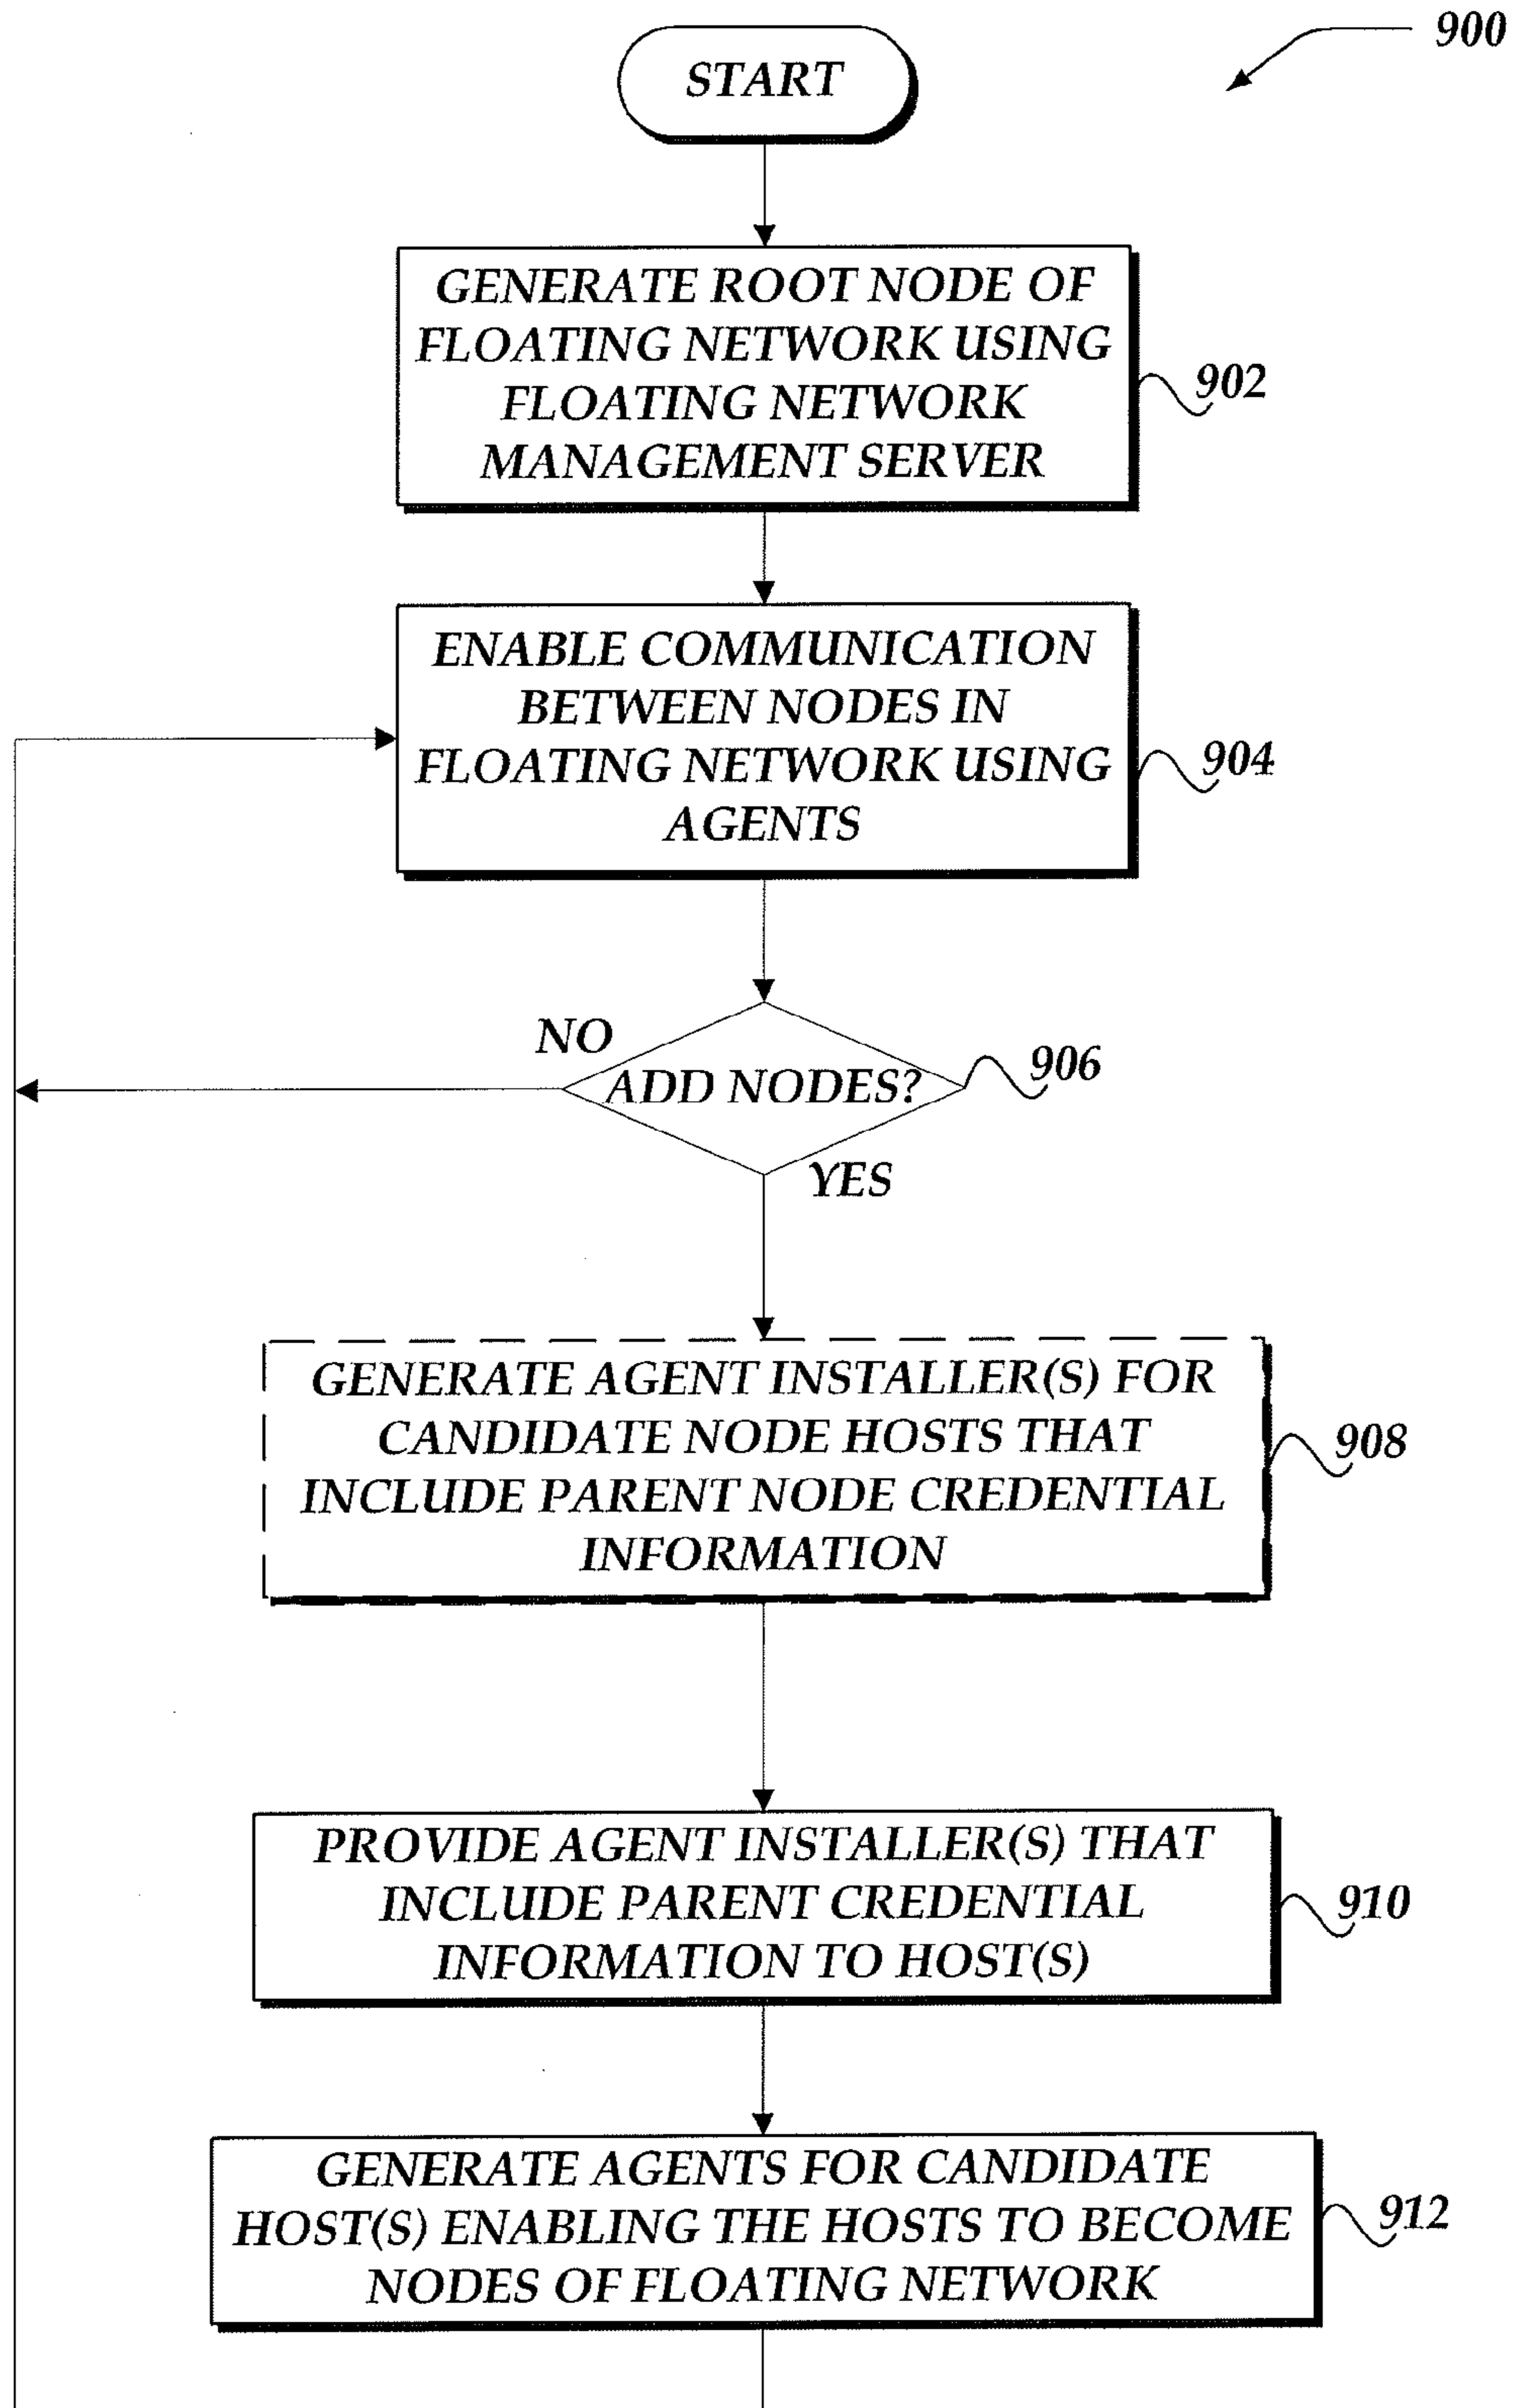 900
START
GENERATE ROOT NODE OF
FLOATING NETWORK USING
FLOATING NETWORK
MANAGEMENT SERVER
902
ENABLE COMMUNICATION
BETWEEN NODES IN
FLOATING NETWORK USING
AGENTS
904
NO
ADD NODES?
906
YES
GENERATE AGENT INSTALLER(S) FOR
CANDIDATE NODE HOSTS THAT
INCLUDE PARENT NODE CREDENTIAL
INFORMATION
908
PROVIDE AGENT INSTALLER(S) THAT
INCLUDE PARENT CREDENTIAL
INFORMATION TO HOST(S)
910
GENERATE AGENTS FOR CANDIDATE
HOST(S) ENABLING THE HOSTS TO BECOME
NODES OF FLOATING NETWORK
912